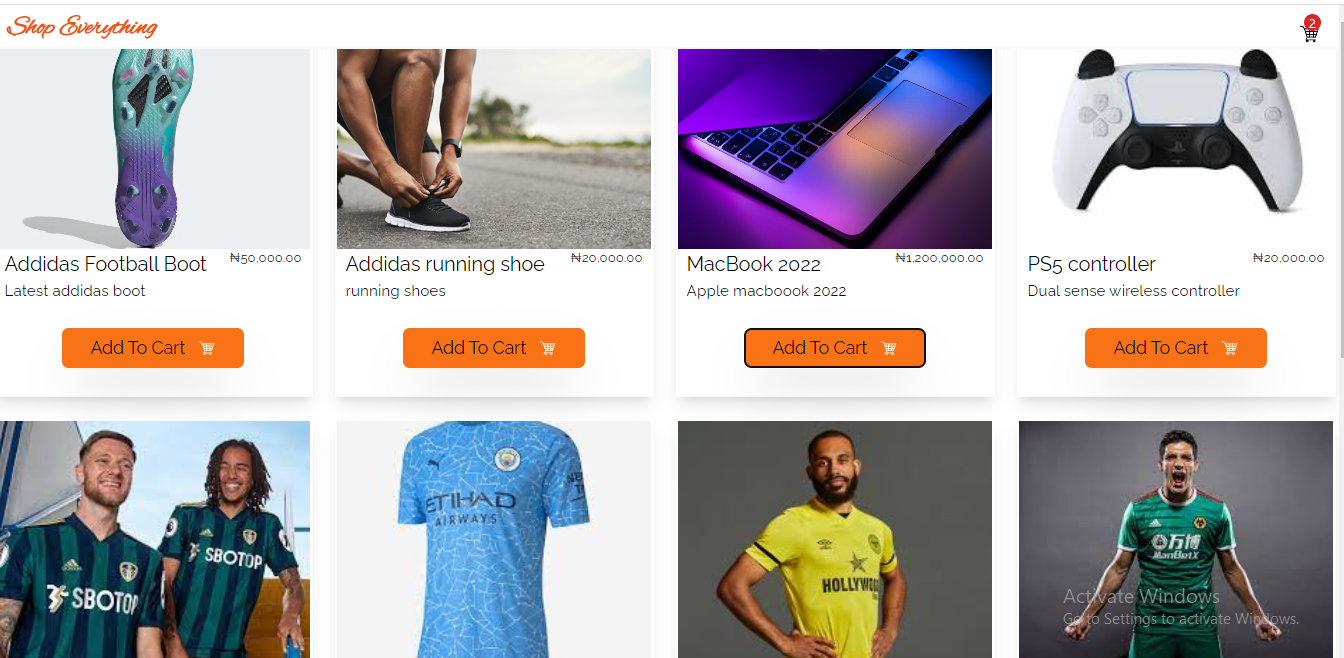 Shop Everything
2
Addidas Football Boot
₦50,000.00
Latest addidas boot
Add To Cart
Addidas running shoe
₦20,000.00
running shoes
Add To Cart
MacBook 2022
₦1,200,000.00
Apple macboook 2022
Add To Cart
PS5 controller
₦20,000.00
Dual sense wireless controller
Add To Cart
SBOTOP
SBOTOP
ETIHAD
AIRWAYS
HOLLYWOOD
万博
ManBetX
Activate Windows
Go to Settings to activate Windows.